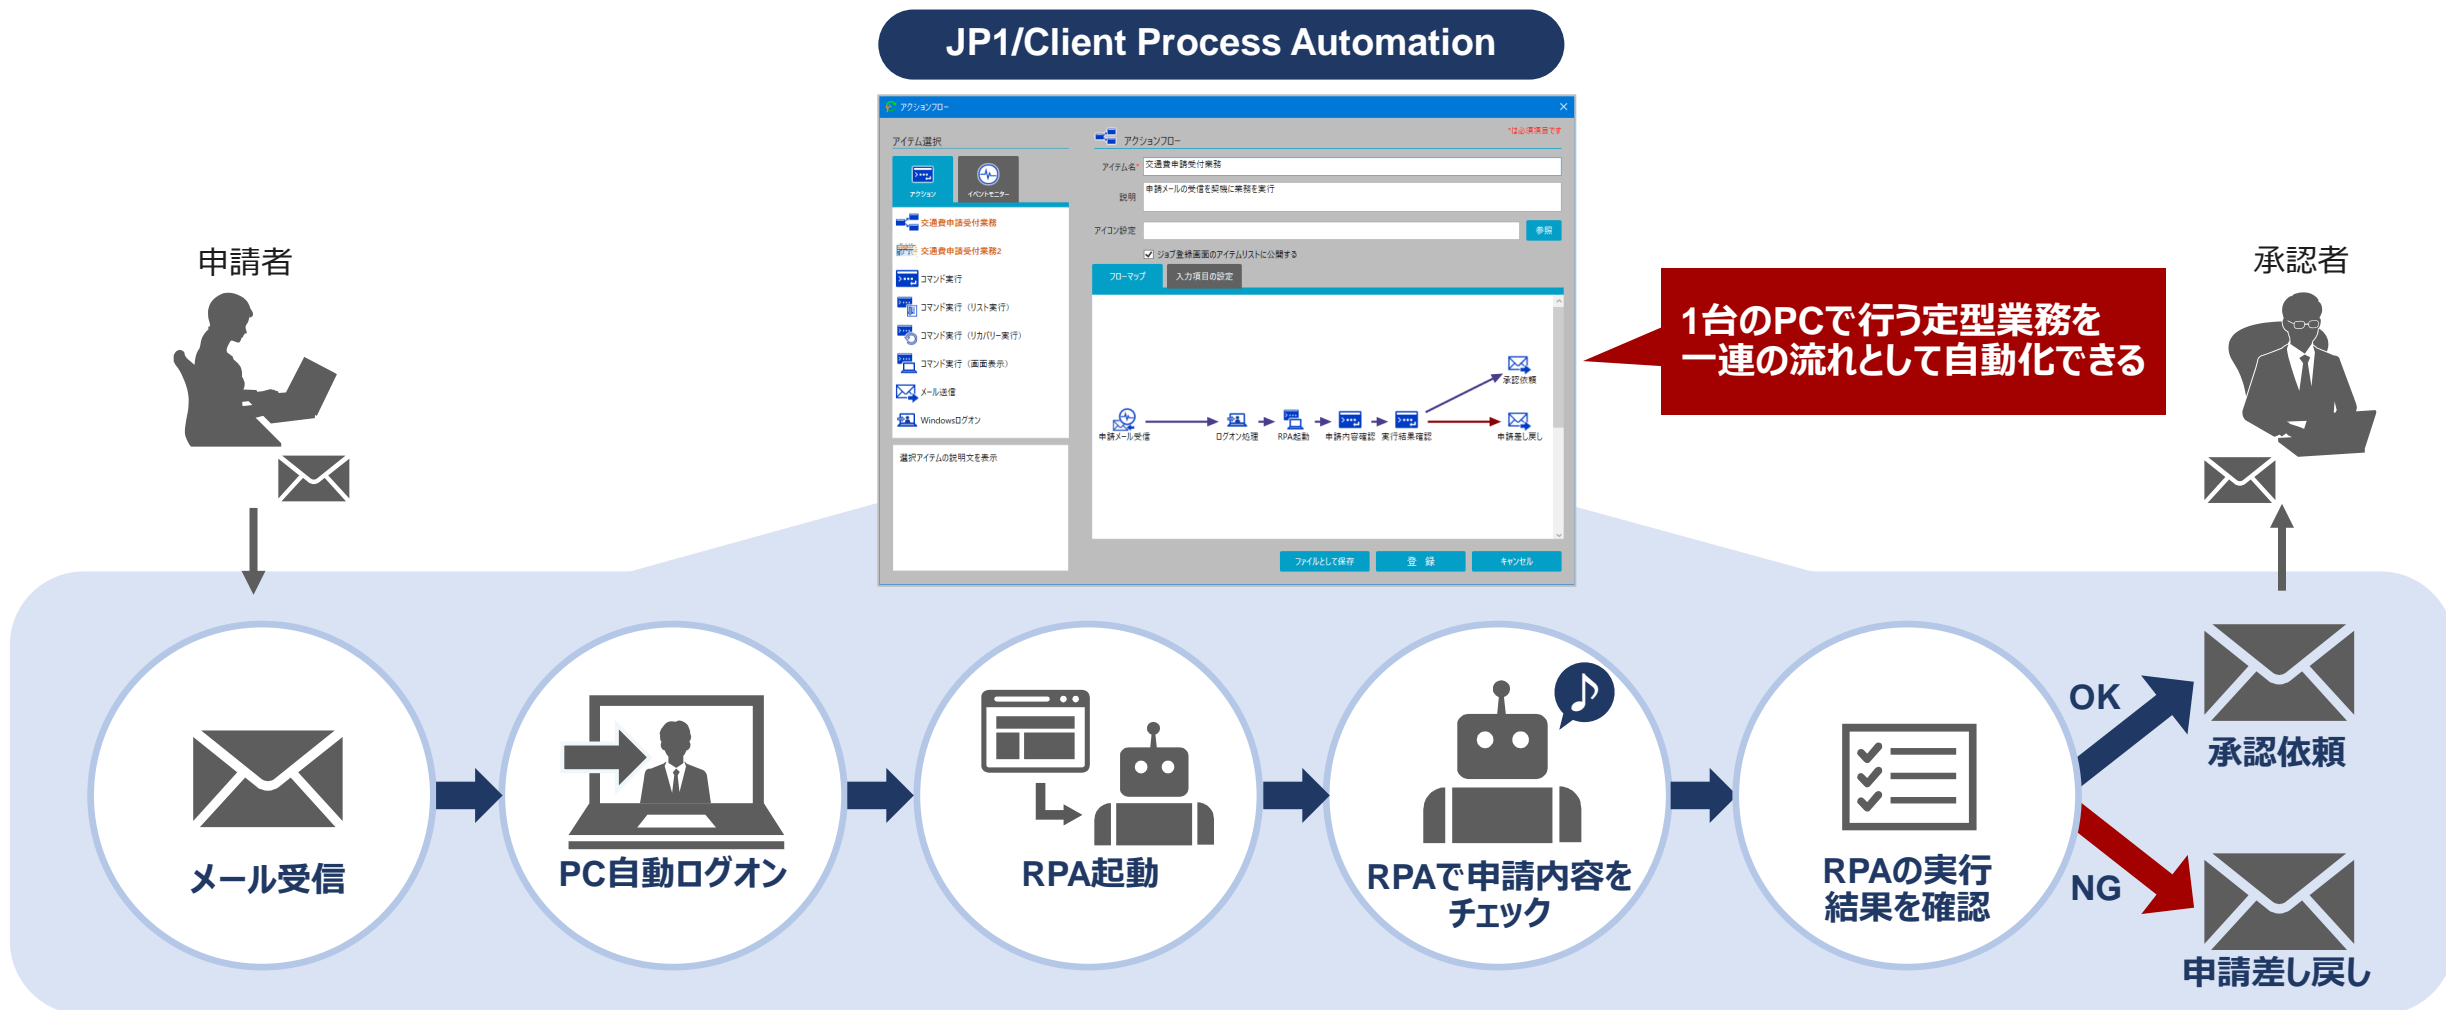 JP1/Client Process Automation
アクションフロー
アイテム選択
アクション
イベントモニター
交通費申請受付業務
交通費申請受付業務2
コマンド実行
コマンド実行（リスト実行）
コマンド実行（リカバリー実行）
コマンド実行（画面表示）
メール送信
Windowsログオン
選択アイテムの説明文を表示
アクションフロー
*は必須項目です
アイテム名* 交通費申請受付業務
説明 申請メールの受信を契機に業務を実行
アイコン設定 参照
ジョブ登録画面のアイテムリストに公開する
フローマップ 入力項目の設定
承認依頼
申請メール受信 ログオン処理 RPA起動 申請内容確認 実行結果確認 申請差し戻し
ファイルとして保存 登 録 キャンセル
申請者
承認者
1台のPCで行う定型業務を
一連の流れとして自動化できる
メール受信
PC自動ログオン
RPA起動
RPAで申請内容を
チェック
RPAの実行
結果を確認
OK
承認依頼
NG
申請差し戻し